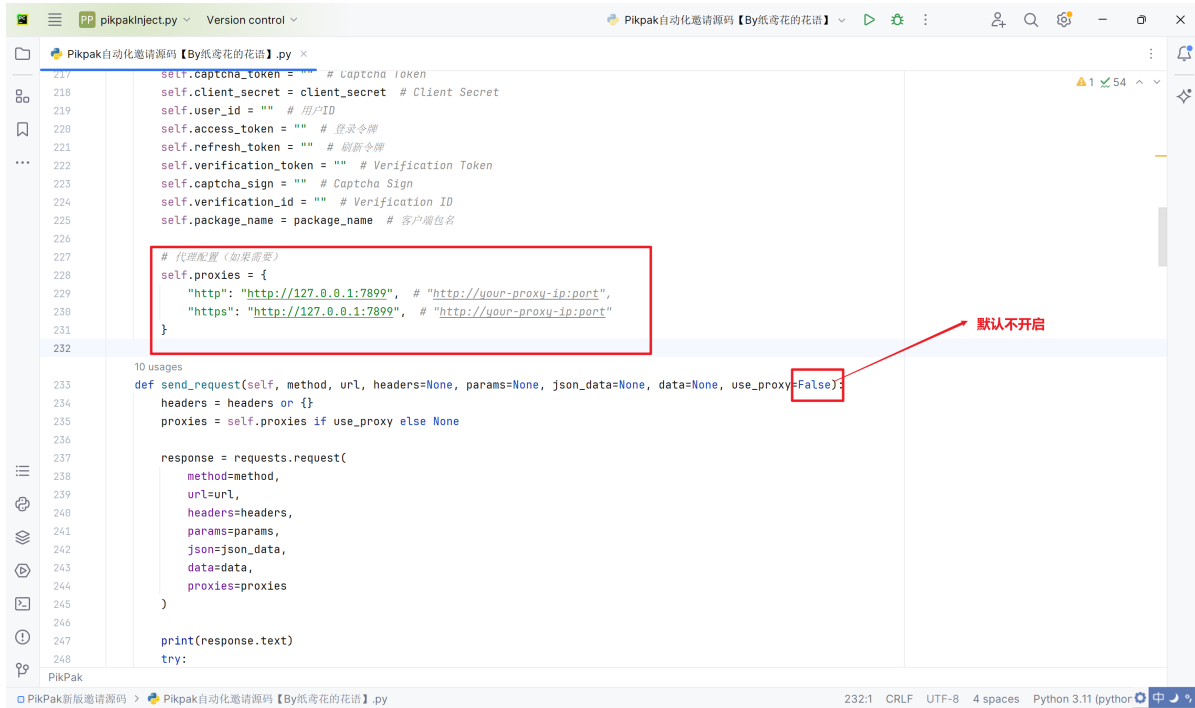 PC PP pikpakInject.py Version control Pikpak自动化邀请源码【By纸鸢花的花语】
Pikpak自动化邀请源码【By纸鸢花的花语】.py
1 54
217 self.captcha_token = "" # Captcha Token
218 self.client_secret = client_secret # Client Secret
219 self.user_id = "" # 用户ID
220 self.access_token = "" # 登录令牌
221 self.refresh_token = "" # 刷新令牌
222 self.verification_token = "" # Verification Token
223 self.captcha_sign = "" # Captcha Sign
224 self.verification_id = "" # Verification ID
225 self.package_name = package_name # 客户端包名
226
227 # 代理配置（如果需要）
228 self.proxies = {
229 "http": "http://127.0.0.1:7899", # "http://your-proxy-ip:port",
230 "https": "http://127.0.0.1:7899", # "http://your-proxy-ip:port"
231 }
232
默认不开启
10 usages
233 def send_request(self, method, url, headers=None, params=None, json_data=None, data=None, use_proxy=False):
234 headers = headers or {}
235 proxies = self.proxies if use_proxy else None
236
237 response = requests.request(
238 method=method,
239 url=url,
240 headers=headers,
241 params=params,
242 json=json_data,
243 data=data,
244 proxies=proxies
245 )
246
247 print(response.text)
248 try:
PikPak
PikPak新版邀请源码 > Pikpak自动化邀请源码【By纸鸢花的花语】.py 232:1 CRLF UTF-8 4 spaces Python 3.11 (pythor 中